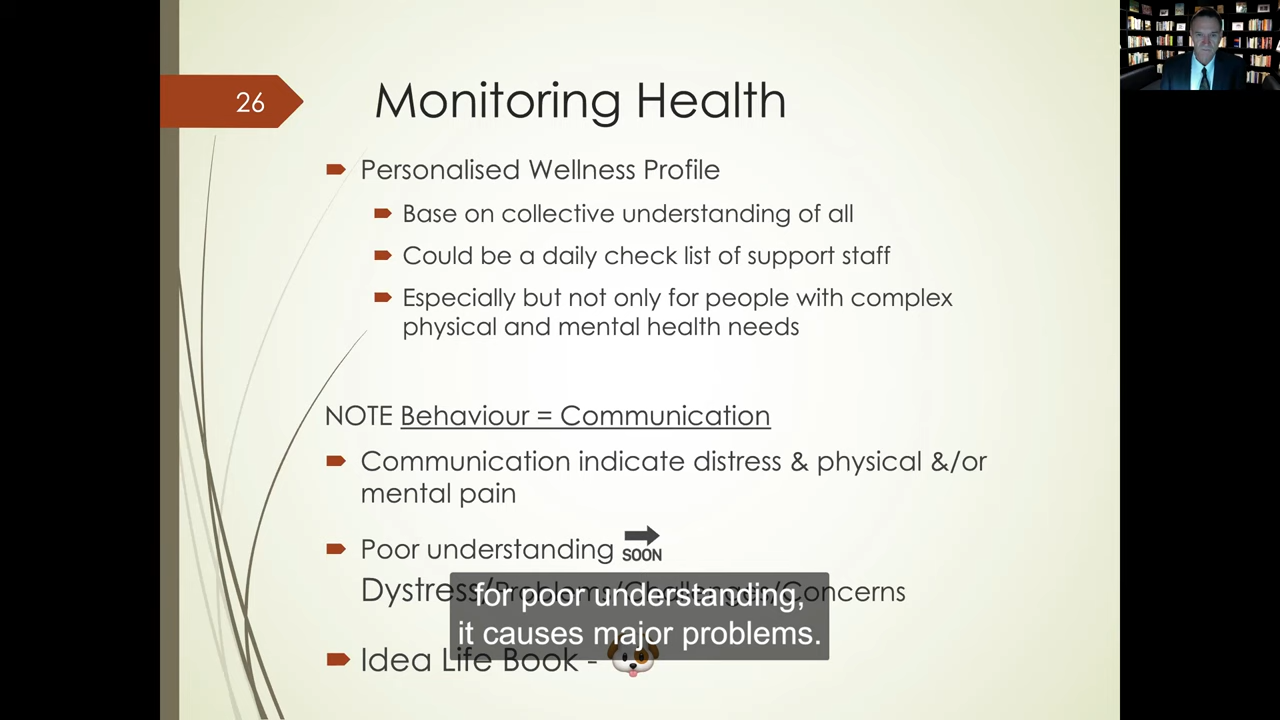 26
Monitoring Health
Personalised Wellness Profile
Base on collective understanding of all
Could be a daily check list of support staff
Especially but not only for people with complex
physical and mental health needs
NOTE Behaviour = Communication
Communication indicate distress & physical &/or
mental pain
Poor understanding SOON
Dystress/Problems/Challenges/Concerns
for poor understanding,
it causes major problems.
Idea Life Book -